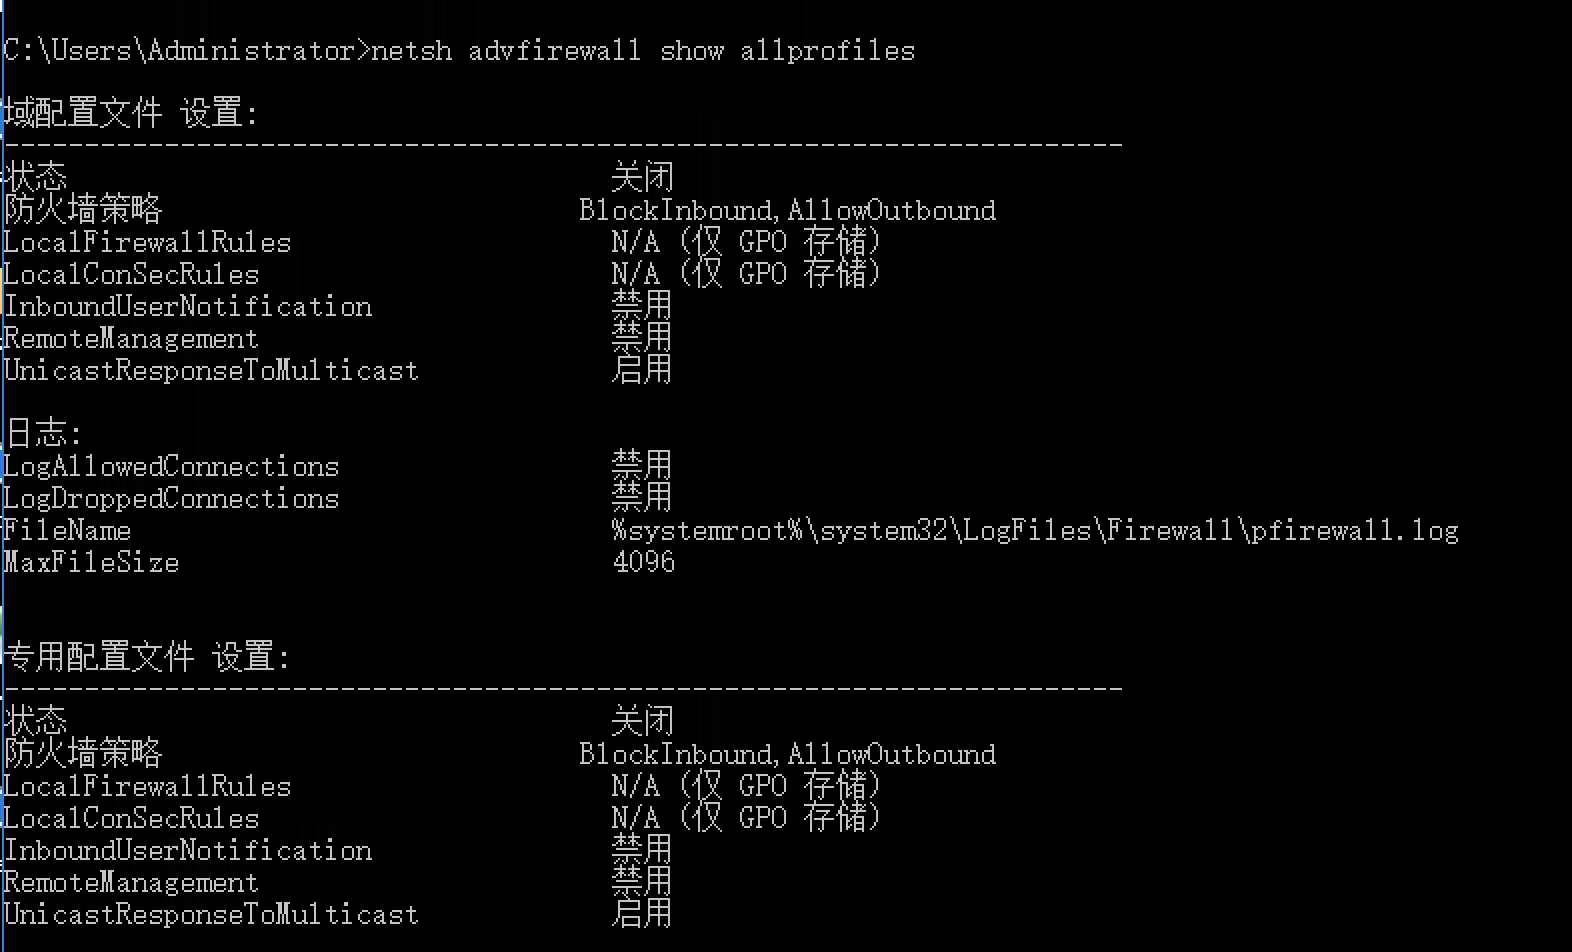 C:\Users\Administrator>netsh advfirewall show allprofiles
域配置文件 设置:
----------------------------------------------------------------------
状态 关闭
防火墙策略 BlockInbound,AllowOutbound
LocalFirewallRules N/A (仅 GPO 存储)
LocalConSecRules N/A (仅 GPO 存储)
InboundUserNotification 禁用
RemoteManagement 禁用
UnicastResponseToMulticast 启用
日志:
LogAllowedConnections 禁用
LogDroppedConnections 禁用
FileName %systemroot%\system32\LogFiles\Firewall\pfirewall.log
MaxFileSize 4096
专用配置文件 设置:
----------------------------------------------------------------------
状态 关闭
防火墙策略 BlockInbound,AllowOutbound
LocalFirewallRules N/A (仅 GPO 存储)
LocalConSecRules N/A (仅 GPO 存储)
InboundUserNotification 禁用
RemoteManagement 禁用
UnicastResponseToMulticast 启用